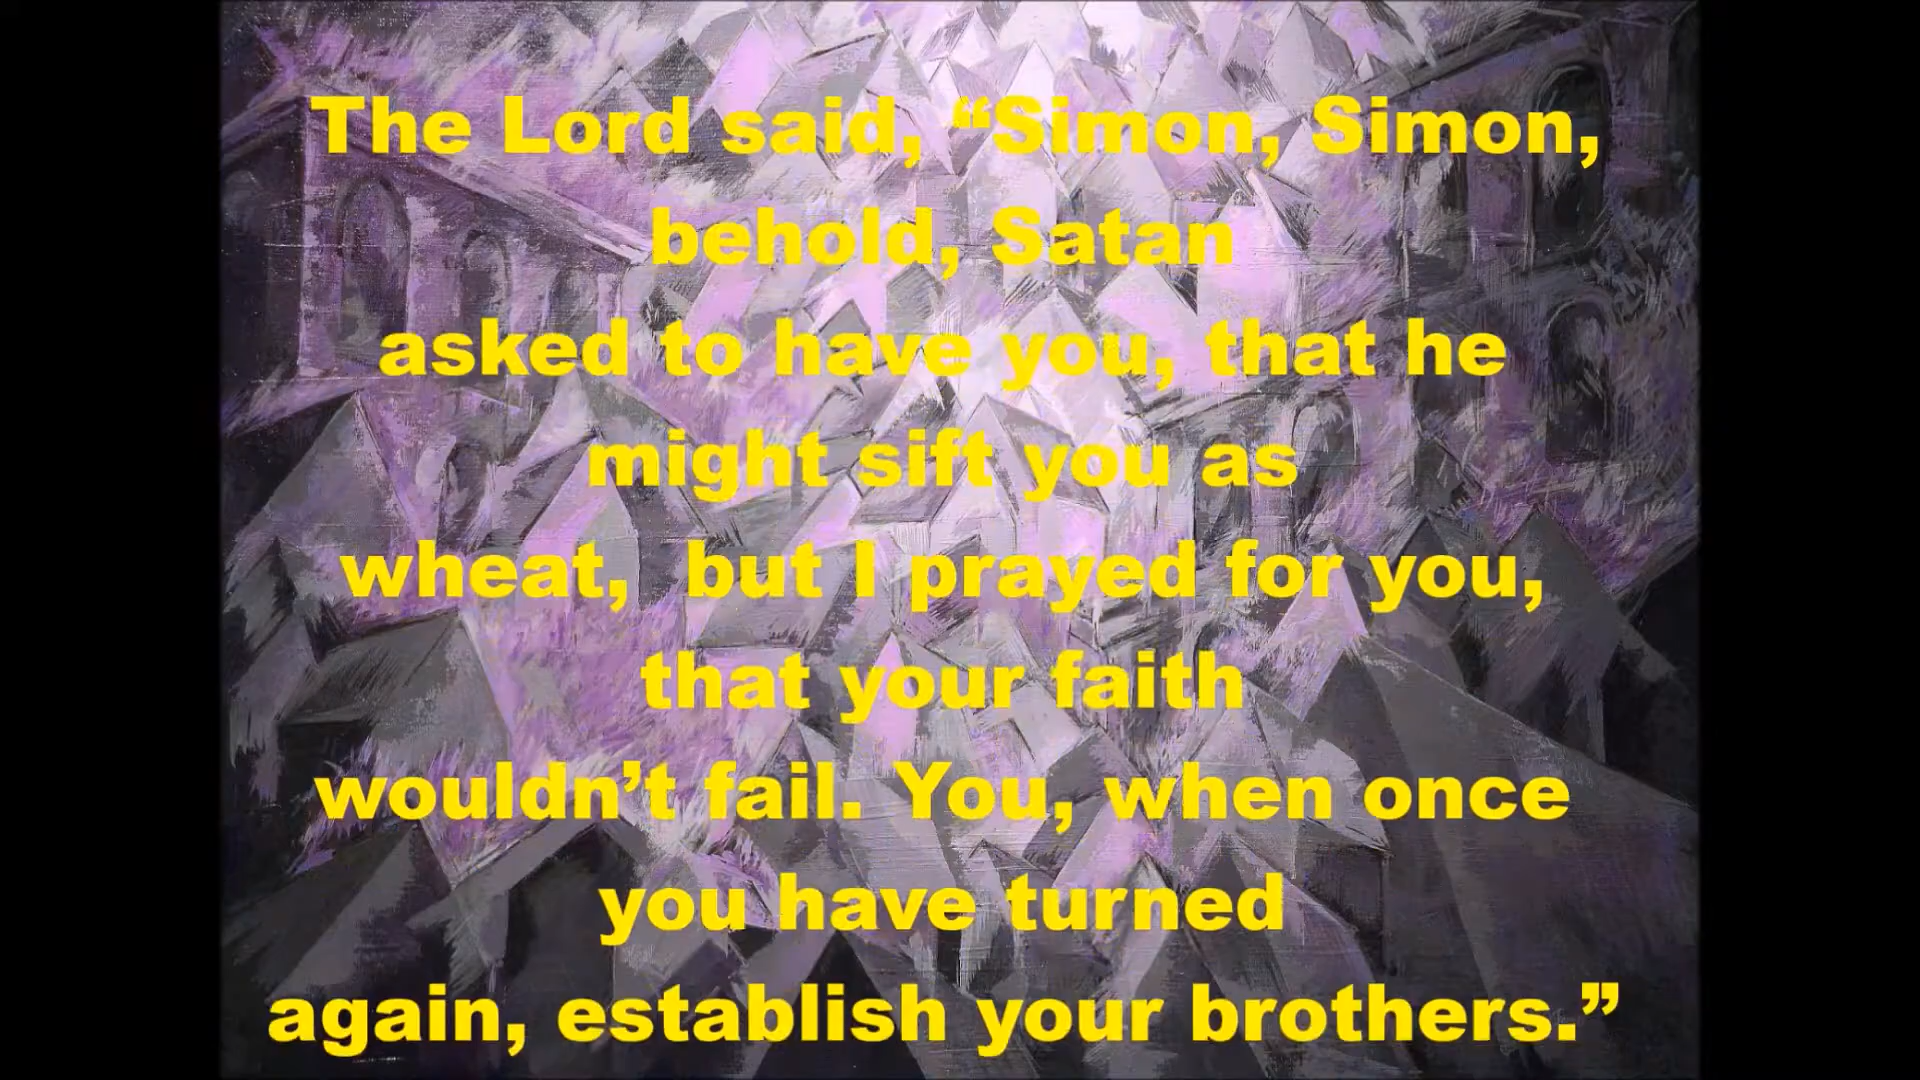 The Lord said, “Simon, Simon,
behold, Satan
asked to have you, that he
might sift you as
wheat,  but I prayed for you,
that your faith
wouldn’t fail. You, when once
you have turned
again, establish your brothers.”